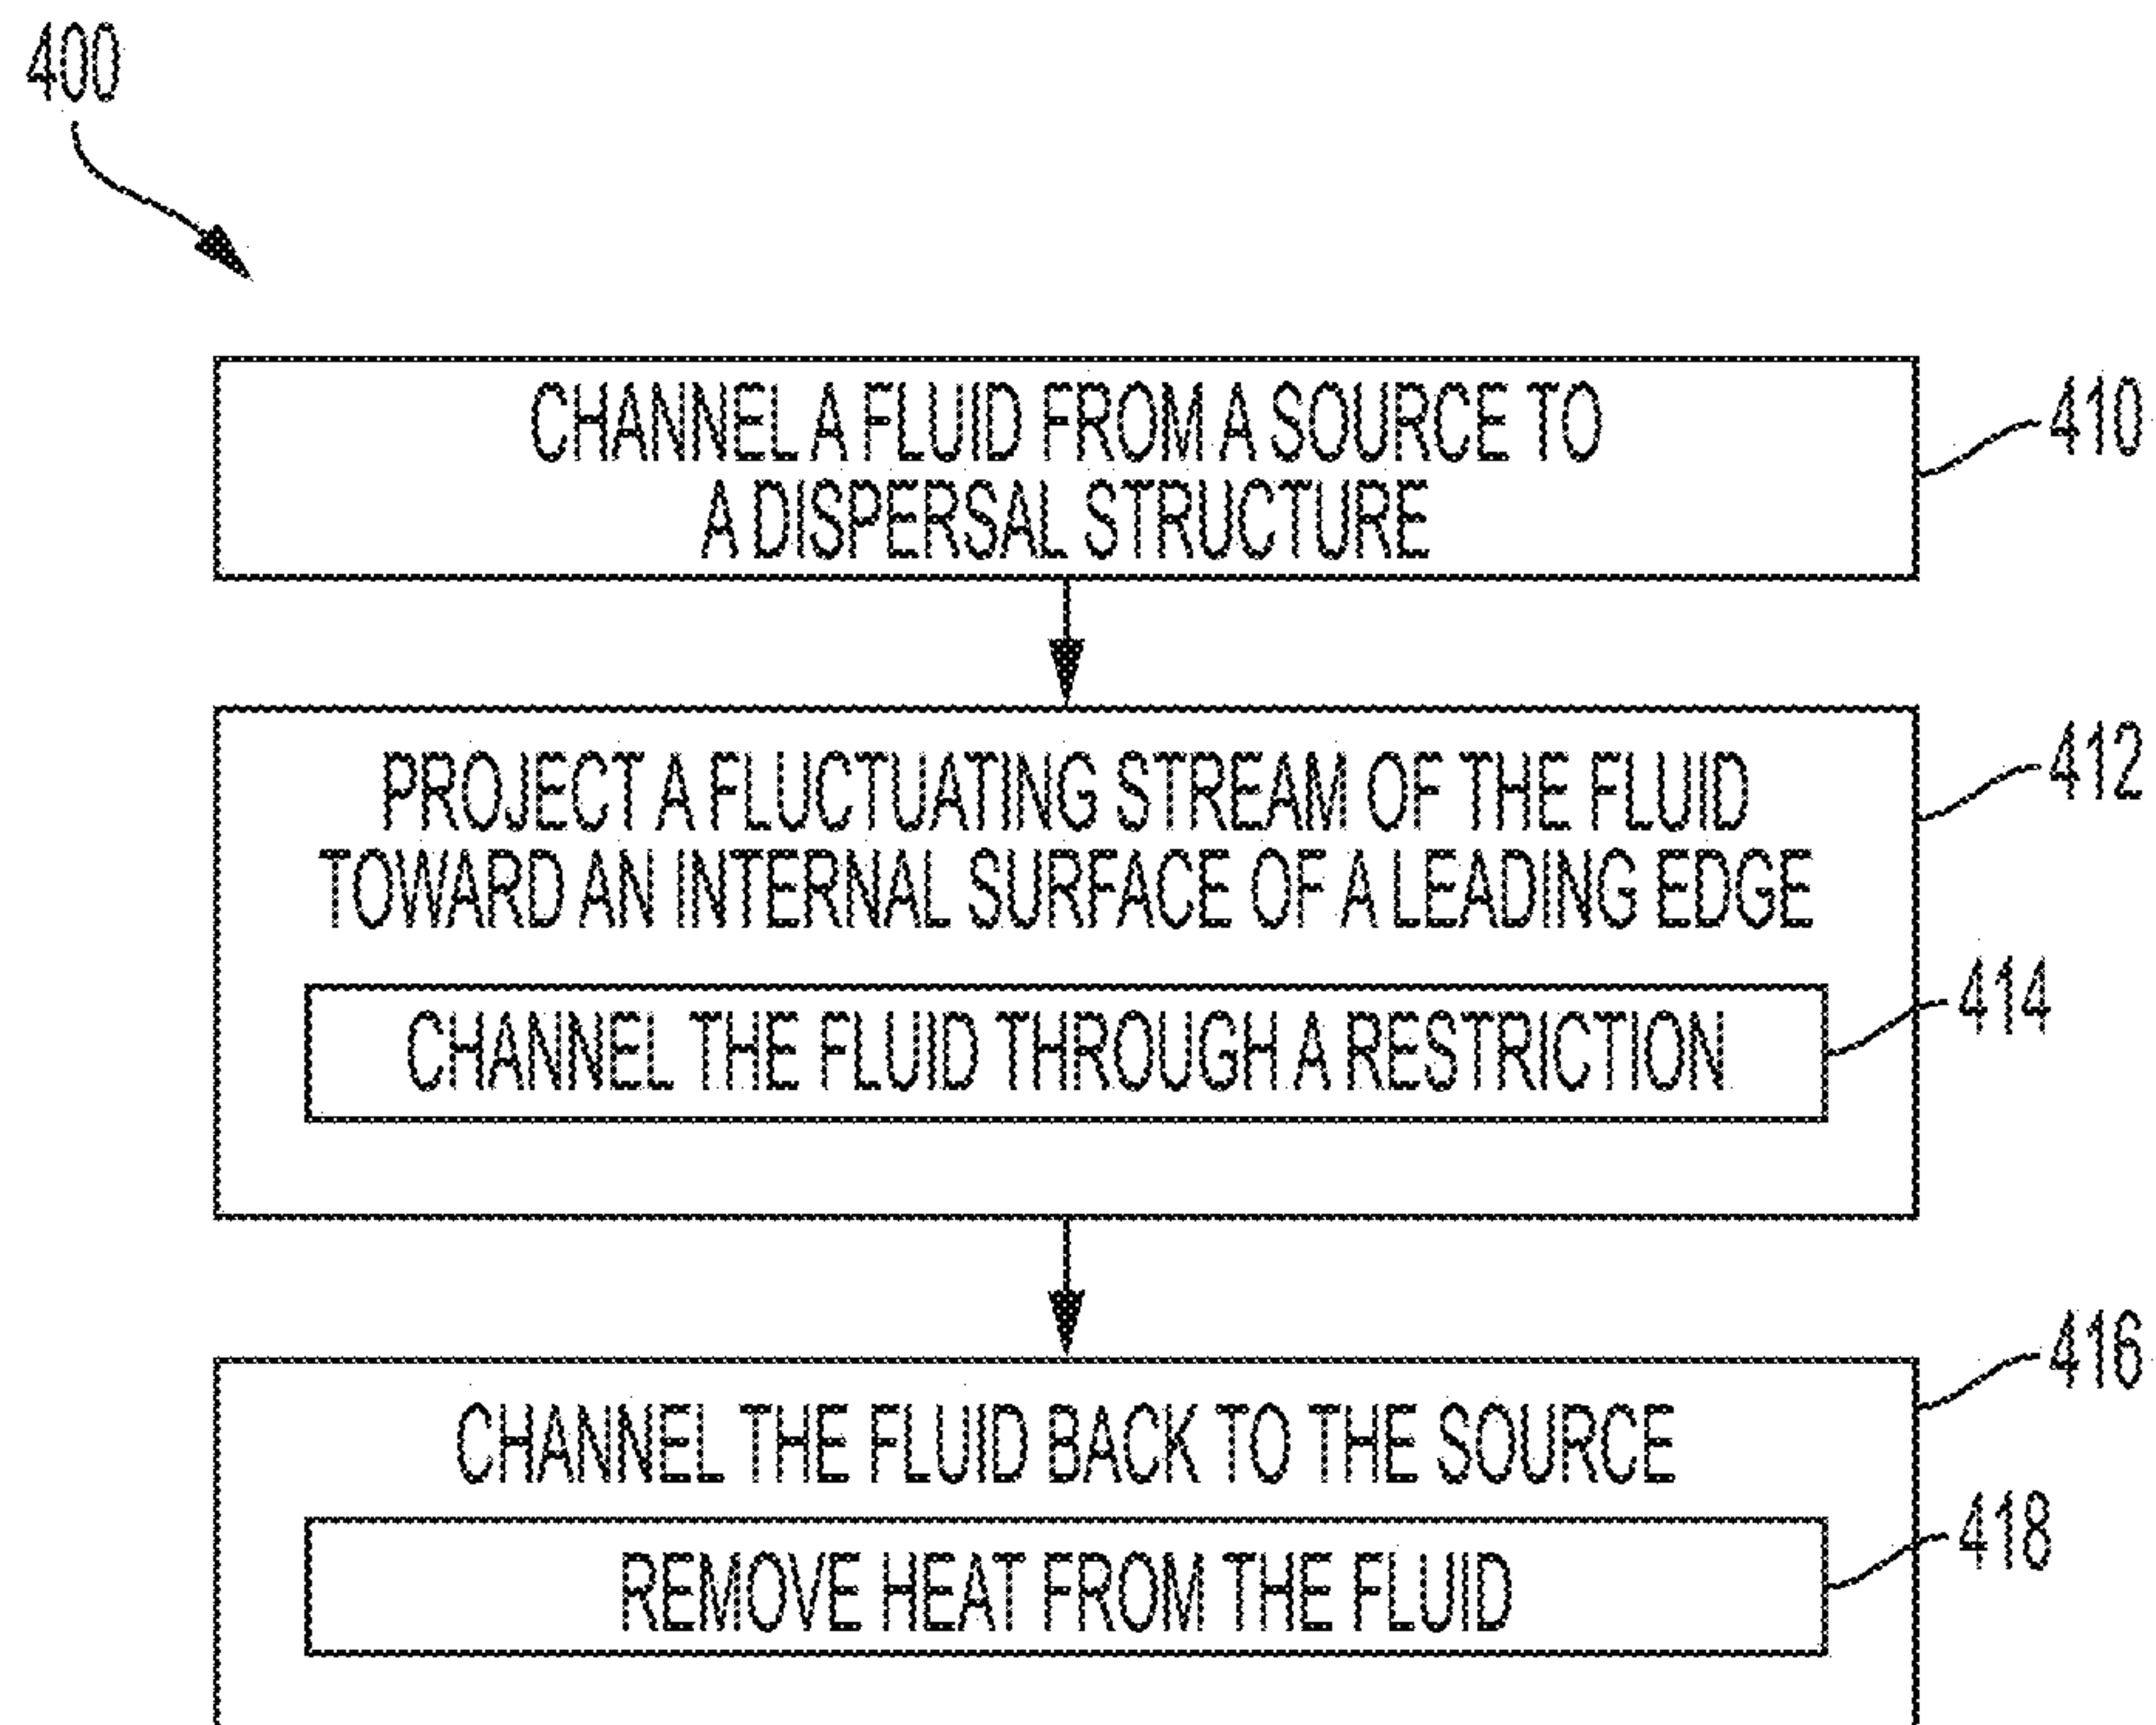 400
CHANNEL A FLUID FROM A SOURCE TO
A DISPERSAL STRUCTURE
410
PROJECT A FLUCTUATING STREAM OF THE FLUID
TOWARD AN INTERNAL SURFACE OF A LEADING EDGE
412
CHANNEL THE FLUID THROUGH A RESTRICTION
414
CHANNEL THE FLUID BACK TO THE SOURCE
416
REMOVE HEAT FROM THE FLUID
418